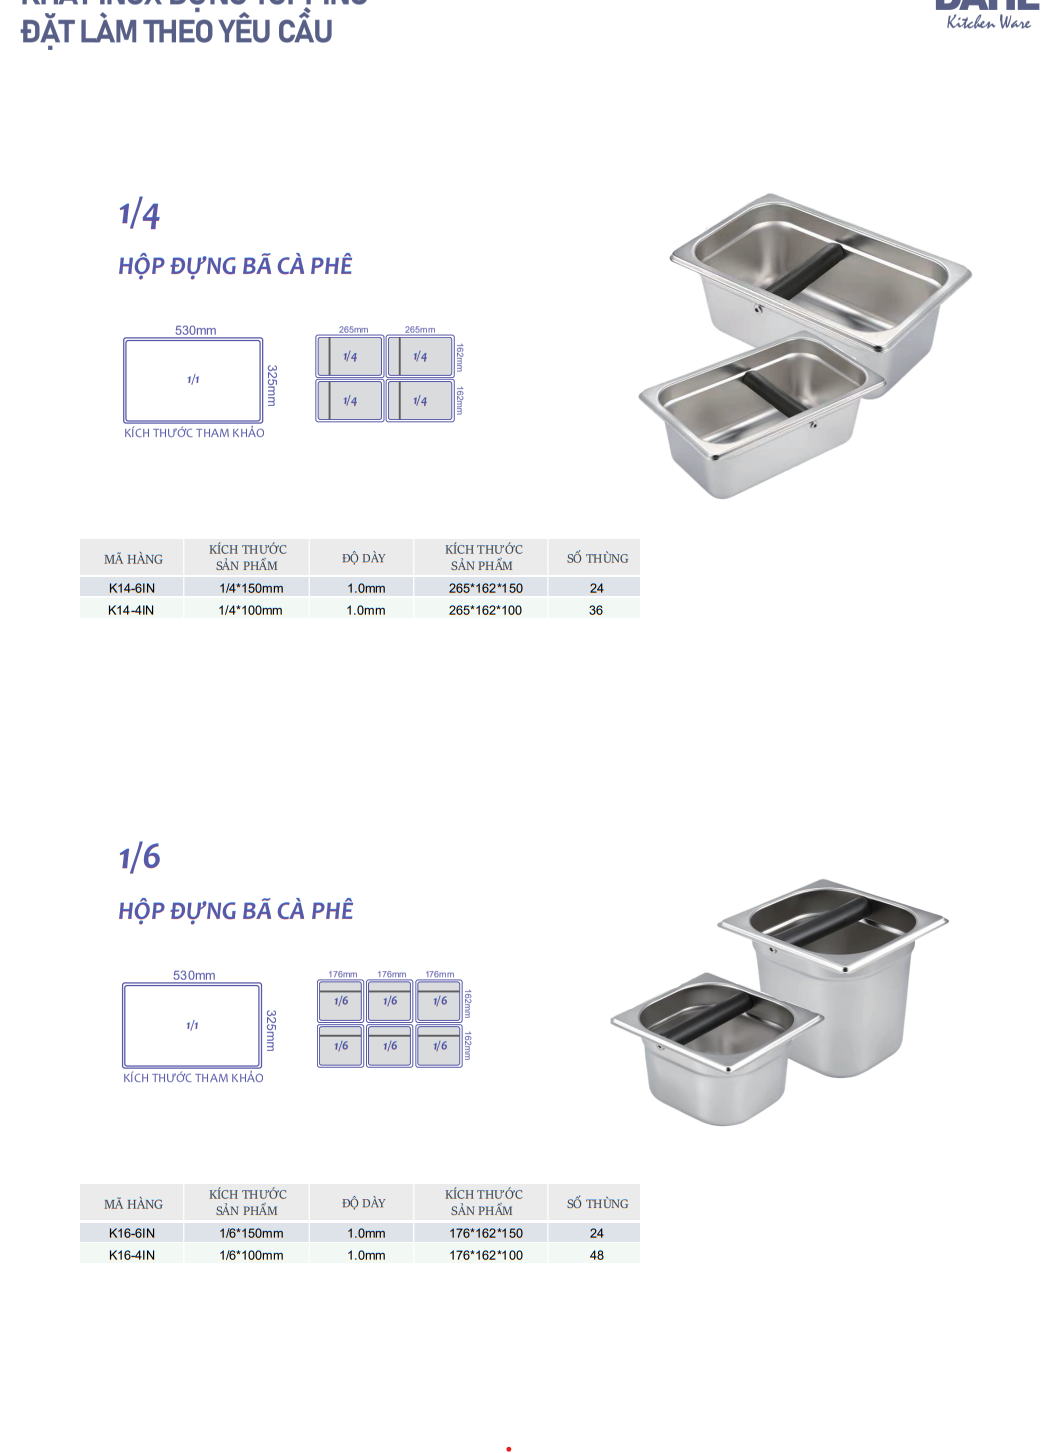 ĐẶT LÀM THEO YÊU CẦU
Kitchen Ware
1/4
HỘP ĐỰNG BÃ CÀ PHÊ
530mm
325mm
1/1
KÍCH THƯỚC THAM KHẢO
265mm 265mm
1/4 1/4
162mm
1/4 1/4
162mm
MÃ HÀNG KÍCH THƯỚC SẢN PHẨM ĐỘ DÀY KÍCH THƯỚC SẢN PHẨM SỐ THÙNG
K14-6IN 1/4*150mm 1.0mm 265*162*150 24
K14-4IN 1/4*100mm 1.0mm 265*162*100 36
1/6
HỘP ĐỰNG BÃ CÀ PHÊ
530mm
325mm
1/1
KÍCH THƯỚC THAM KHẢO
176mm 176mm 176mm
1/6 1/6 1/6
162mm
1/6 1/6 1/6
162mm
MÃ HÀNG KÍCH THƯỚC SẢN PHẨM ĐỘ DÀY KÍCH THƯỚC SẢN PHẨM SỐ THÙNG
K16-6IN 1/6*150mm 1.0mm 176*162*150 24
K16-4IN 1/6*100mm 1.0mm 176*162*100 48